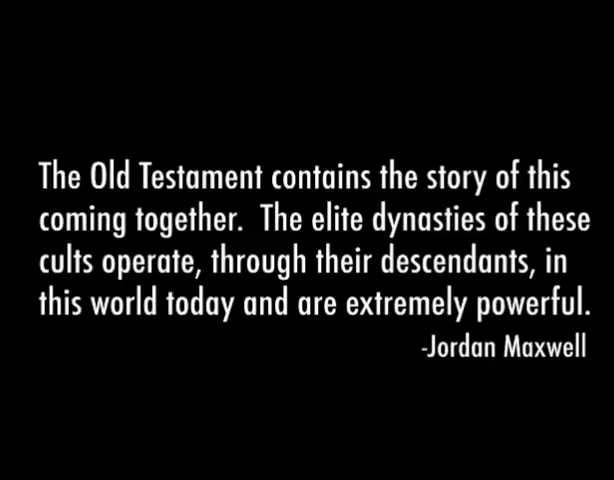 The Old Testament contains the story of this
coming together.  The elite dynasties of these
cults operate, through their descendants, in
this world today and are extremely powerful.
-Jordan Maxwell